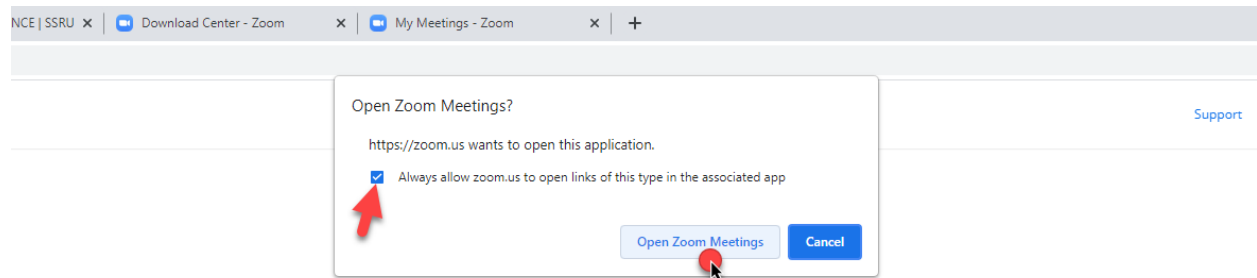 NCE | SSRU Download Center - Zoom My Meetings - Zoom
Open Zoom Meetings?
Support
https://zoom.us wants to open this application.
Always allow zoom.us to open links of this type in the associated app
Open Zoom Meetings Cancel